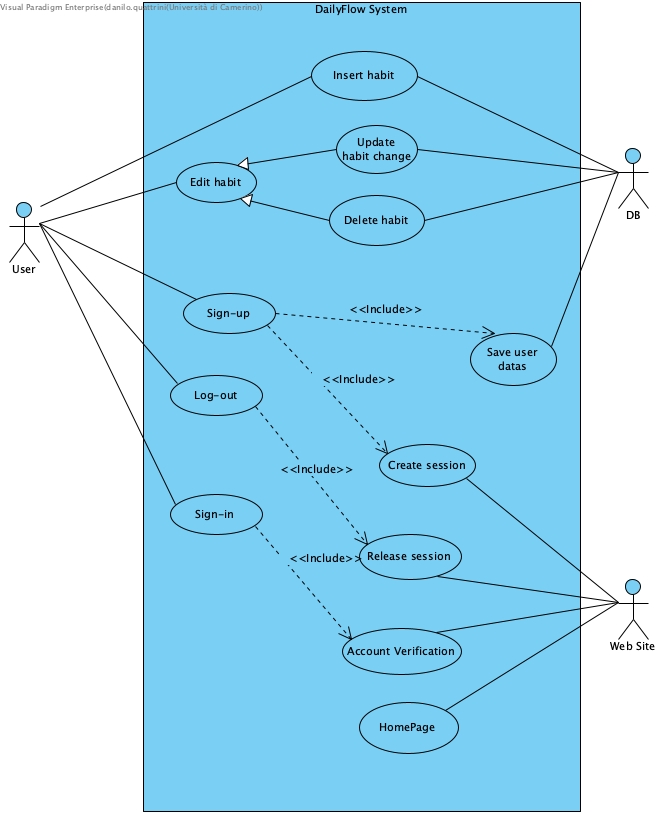 Visual Paradigm Enterprise(danilo.quattrini(Università di Camerino))
DailyFlow System
Insert habit
Update
habit change
Edit habit
DB
Delete habit
User
Sign-up
<<Include>>
Save user
datas
<<Include>>
Log-out
Create session
<<Include>>
Sign-in
<<Include>>
Release session
Web Site
Account Verification
HomePage